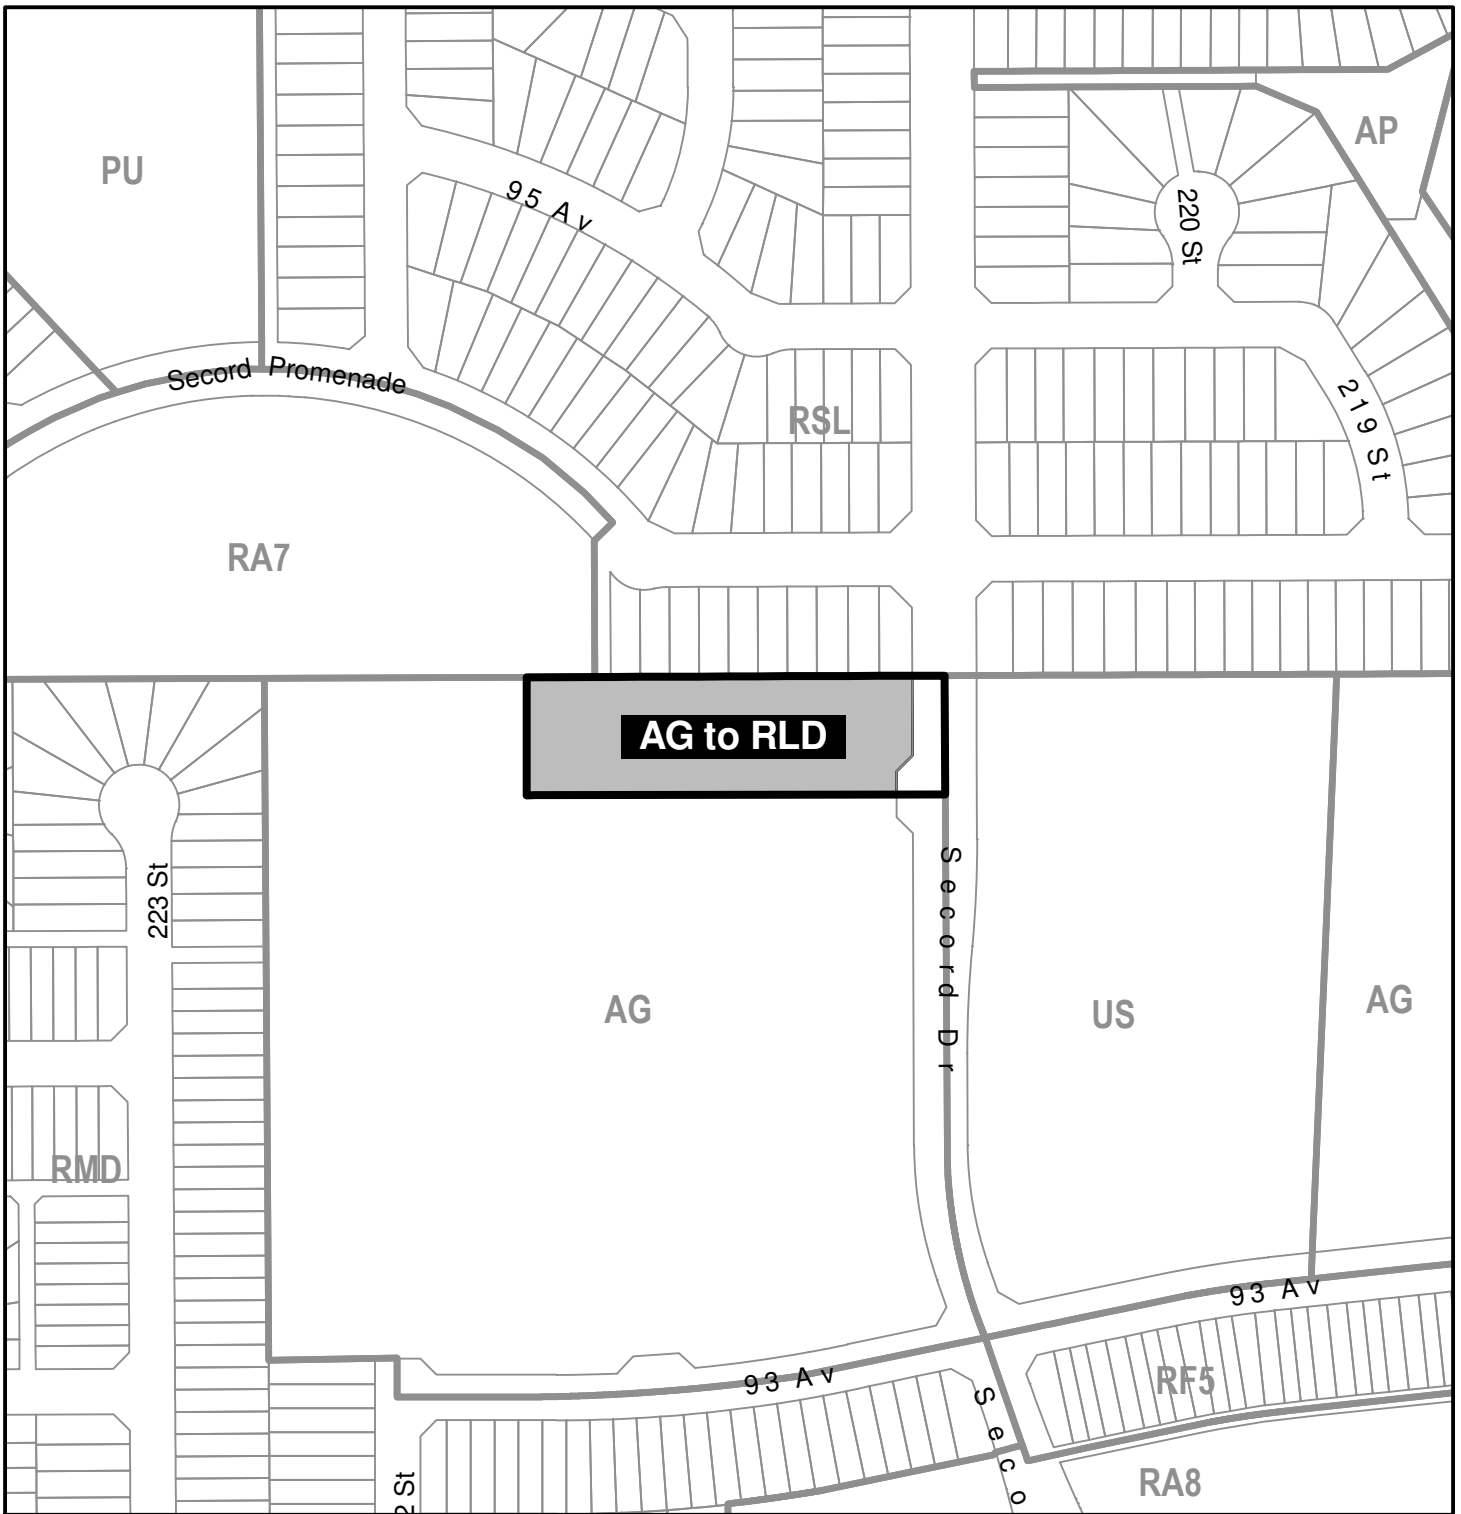 AP
PU
95 Av
220 St
Secord Promenade
219 St
RSL
RA7
AG to RLD
223 St
Secord Dr
AG
US
AG
RMD
93 Av
93 Av
RF5
Seco
2 St
RA8